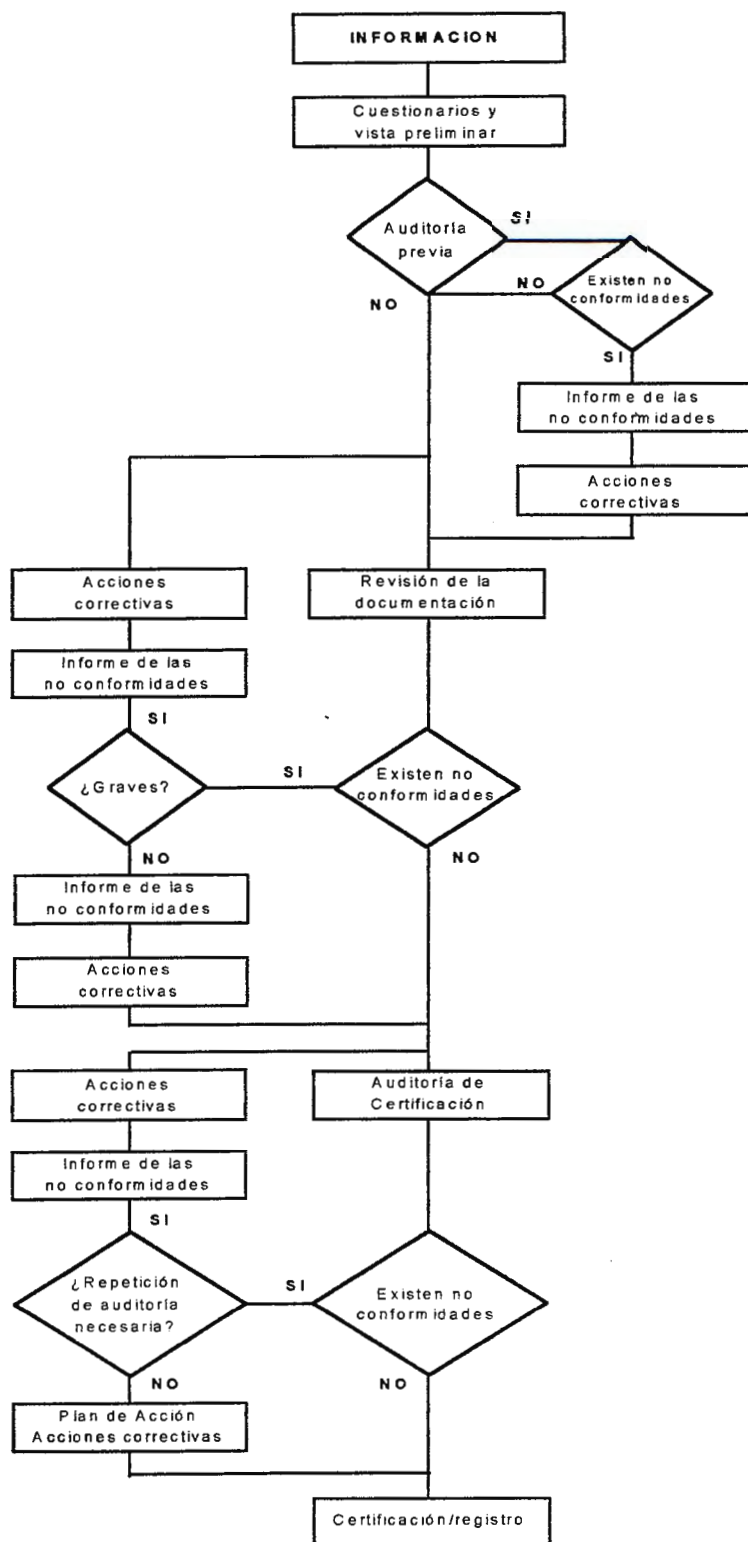 INFORMACION
Cuestionarios y
vista preliminar
Auditoría
previa
SI
NO
Existen no
conformidades
NO
SI
Informe de las
no conformidades
Acciones
correctivas
Acciones
correctivas
Revisión de la
documentación
Informe de las
no conformidades
SI
¿Graves?
SI
Existen no
conformidades
NO
NO
Informe de las
no conformidades
Acciones
correctivas
Acciones
correctivas
Auditoría de
Certificación
Informe de las
no conformidades
SI
¿Repetición
de auditoría
necesaria?
SI
Existen no
conformidades
NO
NO
Plan de Acción
Acciones correctivas
Certificación/registro